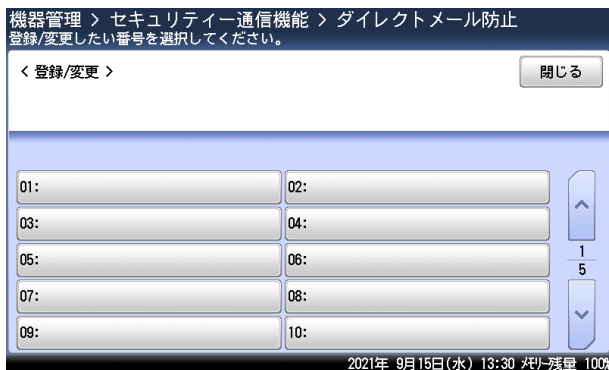 機器管理 > セキュリティー通信機能 > ダイレクトメール防止
登録/変更したい番号を選択してください。
< 登録/変更 >
閉じる
01:
02:
03:
04:
05:
06:
07:
08:
09:
10:
1
5
2021年 9月15日(水) 13:30 メモリー残量 100%